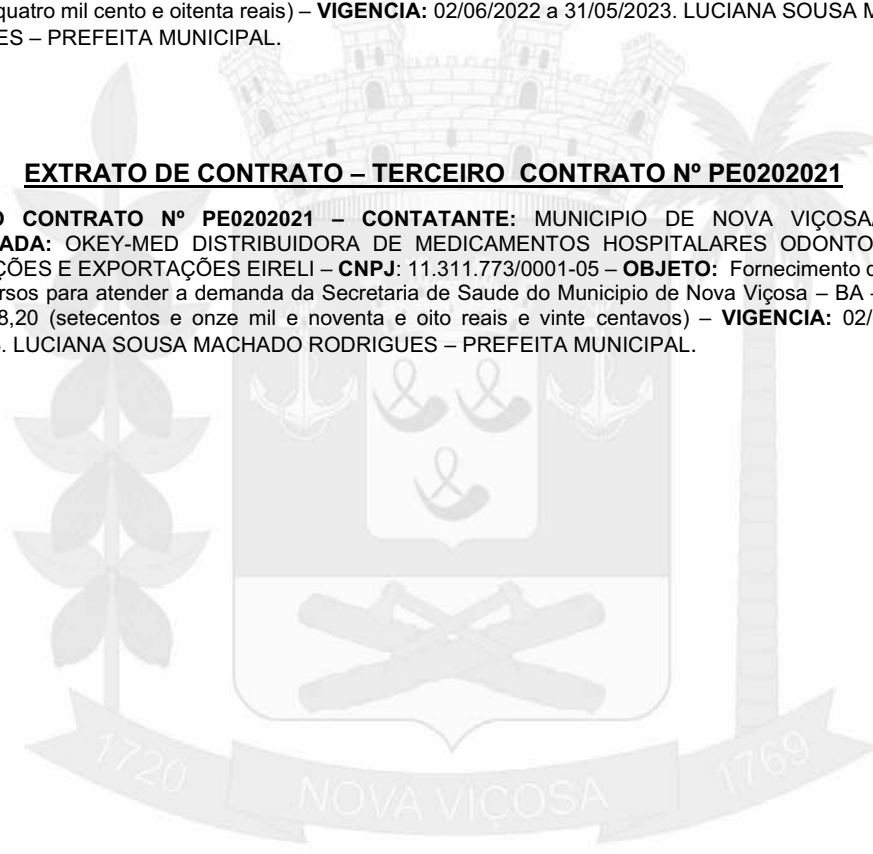 quatro mil cento e oitenta reais) – VIGENCIA: 02/06/2022 a 31/05/2023. LUCIANA SOUSA
ES – PREFEITA MUNICIPAL.
EXTRATO DE CONTRATO – TERCEIRO CONTRATO Nº PE0202021
O CONTRATO Nº PE0202021 – CONTATANTE: MUNICIPIO DE NOVA VIÇOSA/
ADA: OKEY-MED DISTRIBUIDORA DE MEDICAMENTOS HOSPITALARES ODONTO
ÇÕES E EXPORTAÇÕES EIRELI – CNPJ: 11.311.773/0001-05 – OBJETO: Fornecimento
rsos para atender a demanda da Secretaria de Saude do Municipio de Nova Viçosa – BA –
8,20 (setecentos e onze mil e noventa e oito reais e vinte centavos) – VIGENCIA: 02/
. LUCIANA SOUSA MACHADO RODRIGUES – PREFEITA MUNICIPAL.
1720 NOVA VIÇOSA 1769